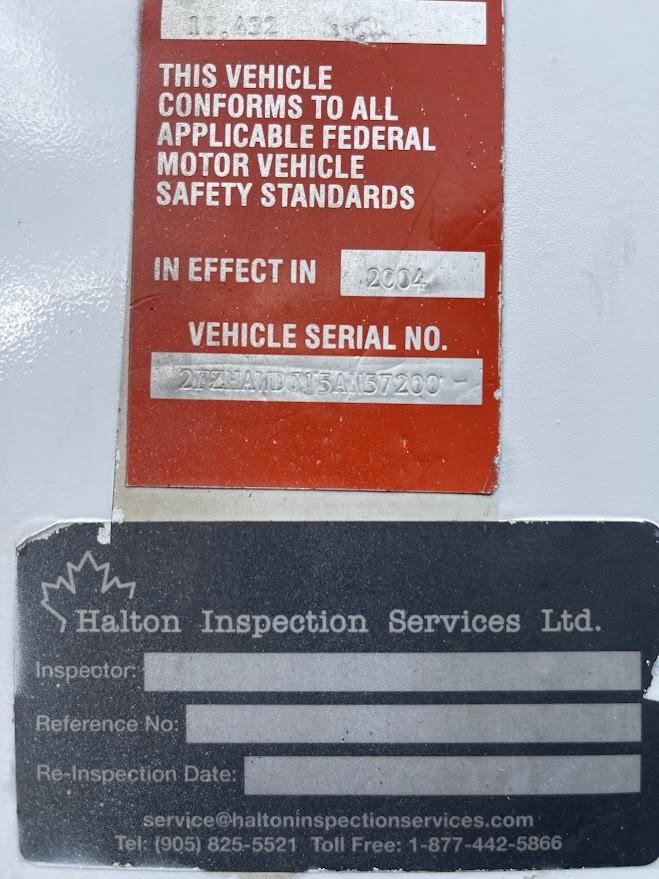 THIS VEHICLE
CONFORMS TO ALL
APPLICABLE FEDERAL
MOTOR VEHICLE
SAFETY STANDARDS
IN EFFECT IN 2004
VEHICLE SERIAL NO.
Halton Inspection Services Ltd.
Inspector:
Reference No:
Re-Inspection Date:
service@haltoninspectionservices.com
Tel: (905) 825-5521 Toll Free: 1-877-442-5866